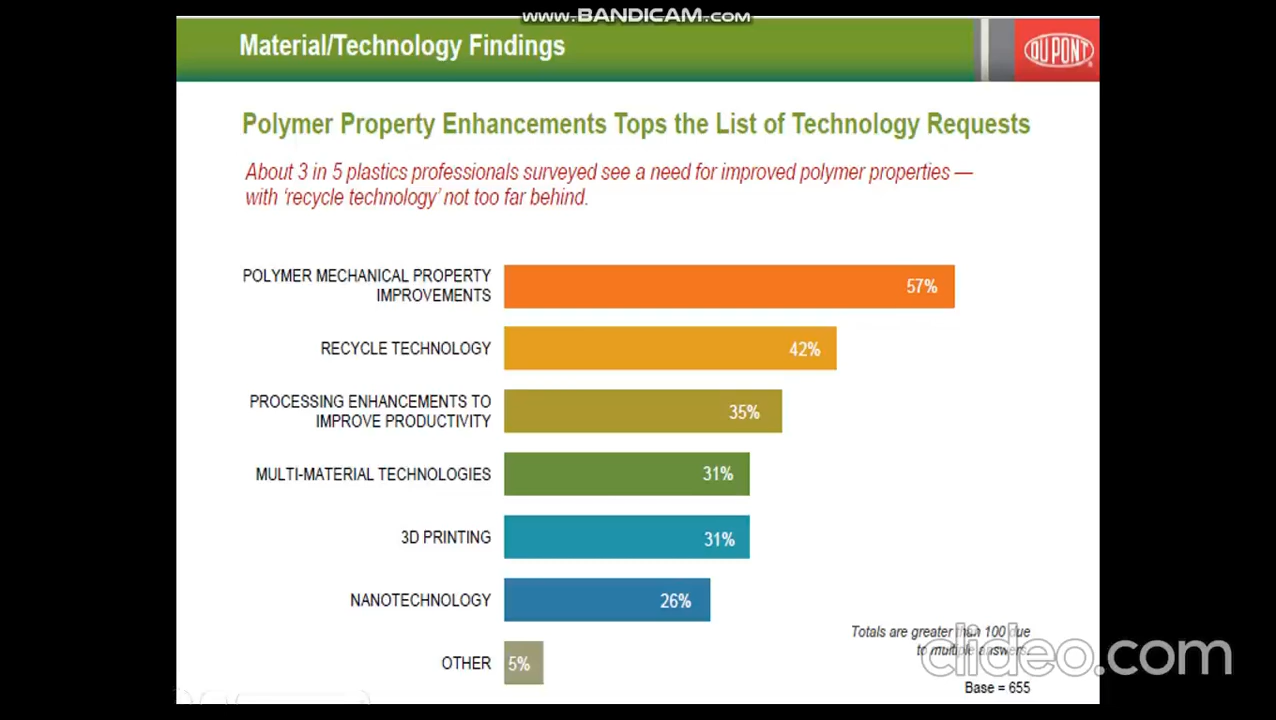 www.BANDICAM.com
Material/Technology Findings
DU PONT
Polymer Property Enhancements Tops the List of Technology Requests
About 3 in 5 plastics professionals surveyed see a need for improved polymer properties —
with ‘recycle technology’ not too far behind.
POLYMER MECHANICAL PROPERTY
IMPROVEMENTS
57%
RECYCLE TECHNOLOGY
42%
PROCESSING ENHANCEMENTS TO
IMPROVE PRODUCTIVITY
35%
MULTI-MATERIAL TECHNOLOGIES
31%
3D PRINTING
31%
NANOTECHNOLOGY
26%
OTHER
5%
Totals are greater than 100 due
to multiple answers.
clideo.com
Base = 655